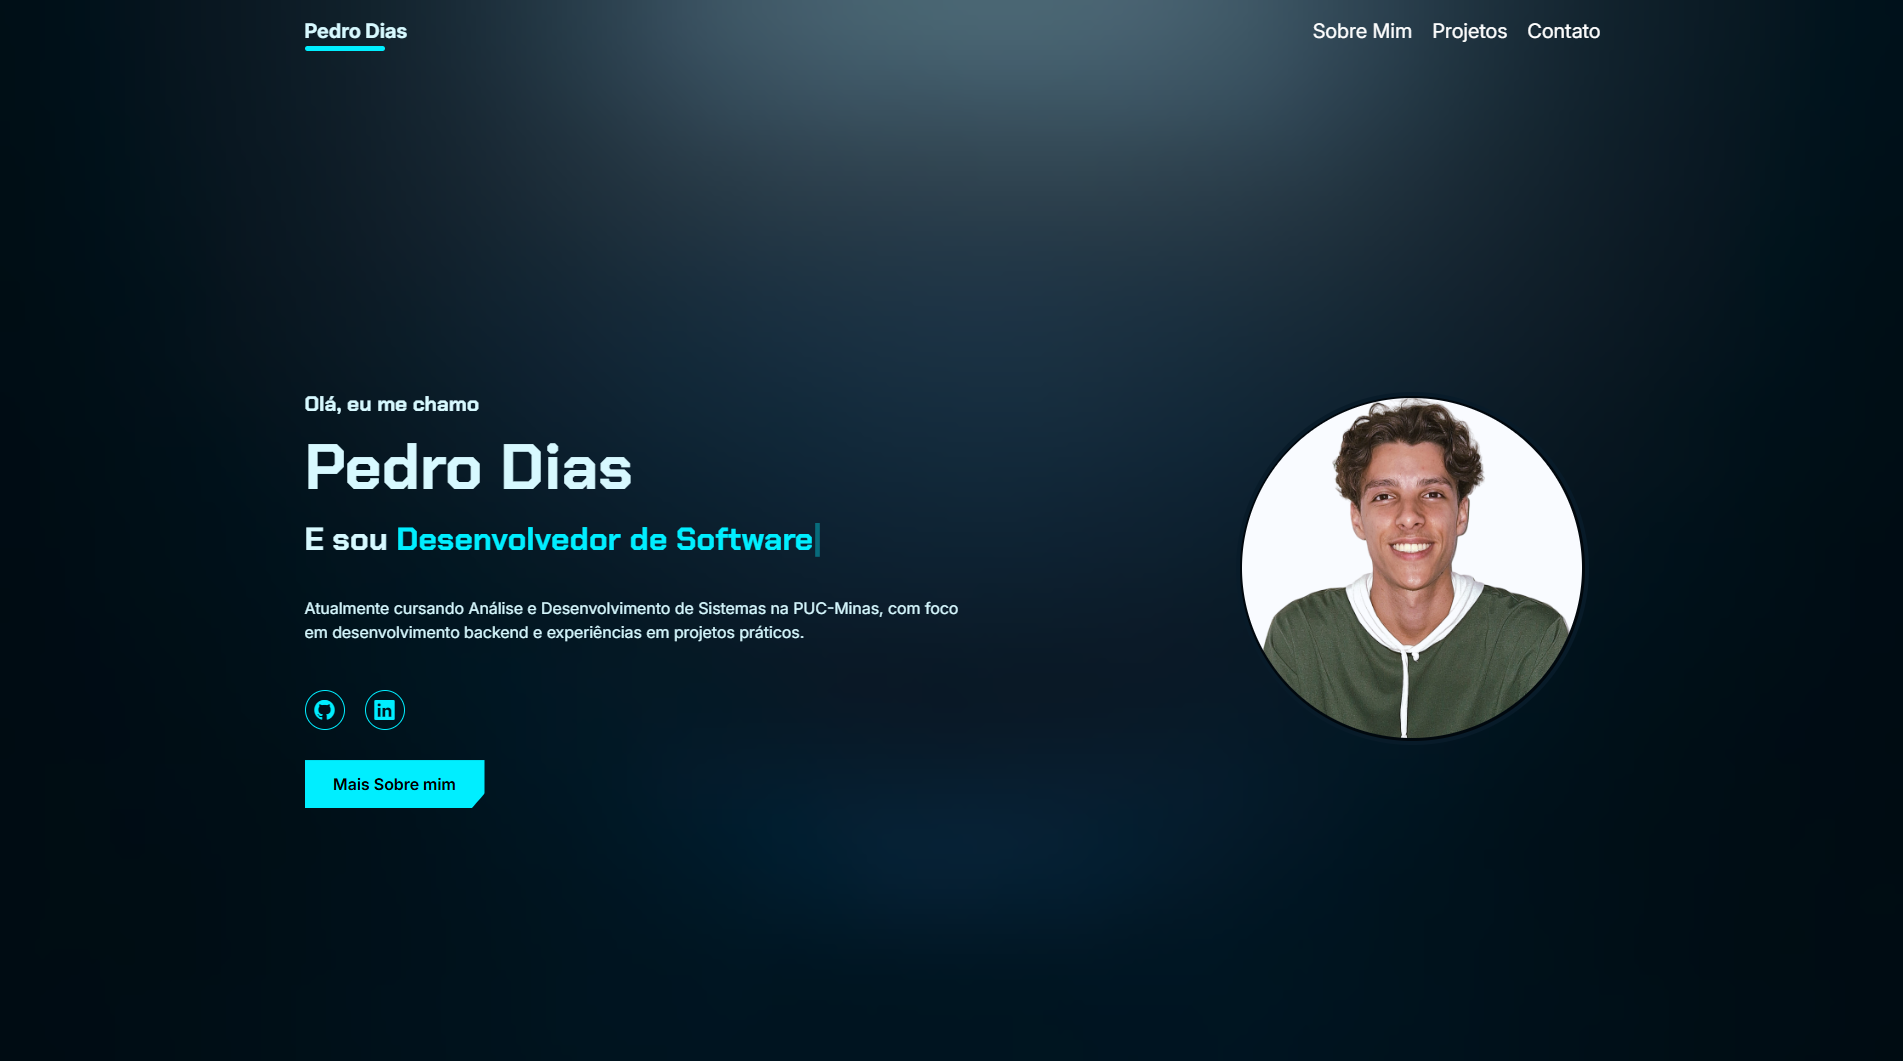 Pedro Dias
Sobre Mim Projetos Contato
Olá, eu me chamo
Pedro Dias
E sou Desenvolvedor de Software
Atualmente cursando Análise e Desenvolvimento de Sistemas na PUC-Minas, com foco
em desenvolvimento backend e experiências em projetos práticos.
in
Mais Sobre mim